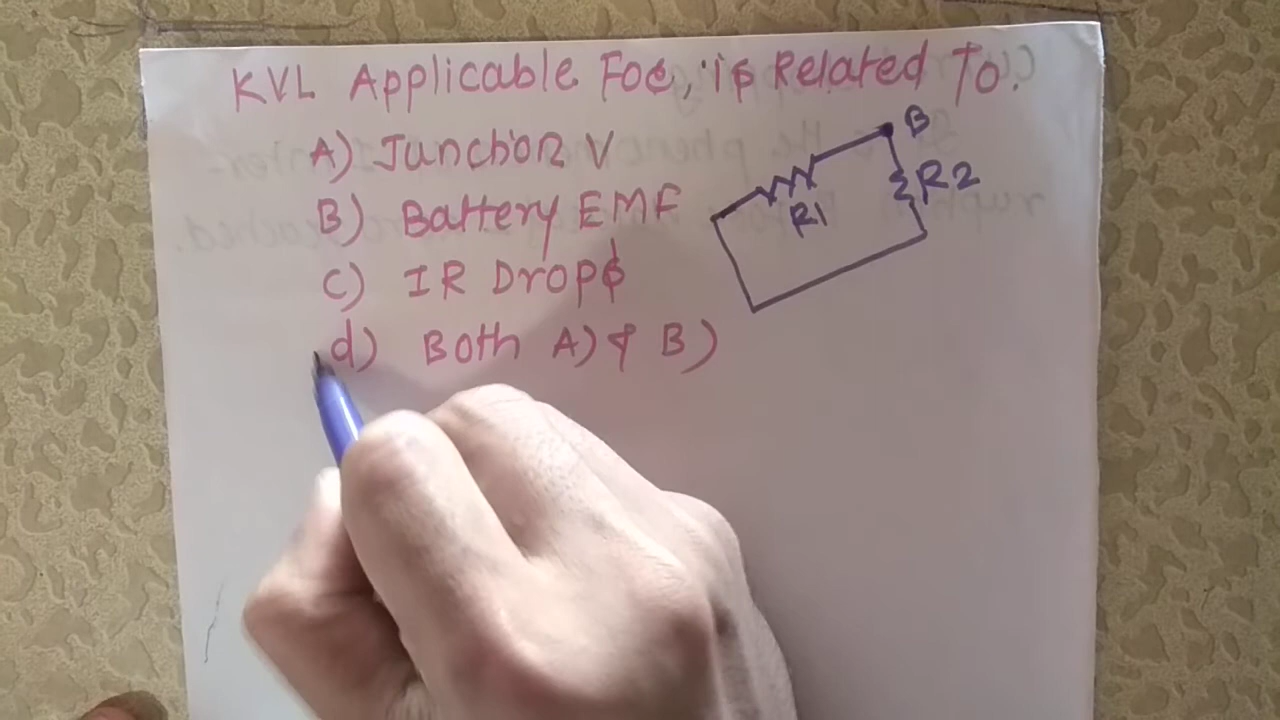 KVL Applicable For, is Related To.
A) Junction V
B) Battery EMF
C) IR Drops
d) Both A) & B)
B
R1
R2